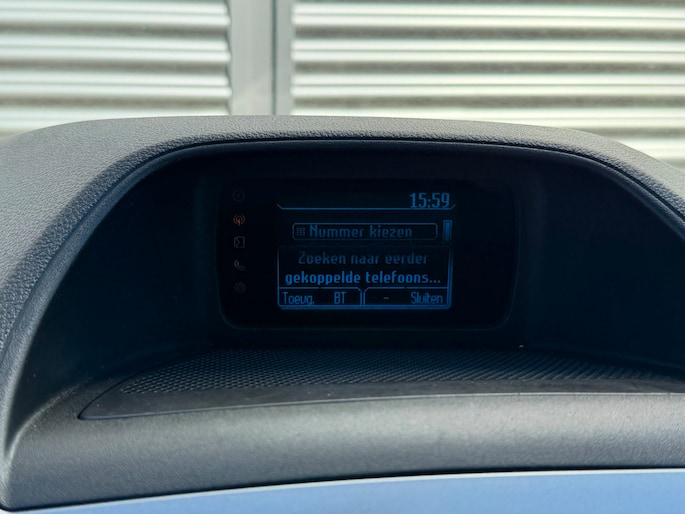 15:59
Nummer kiezen
Zoeken naar eerder
gekoppelde telefoons...
Toevg. BT - Sluiten